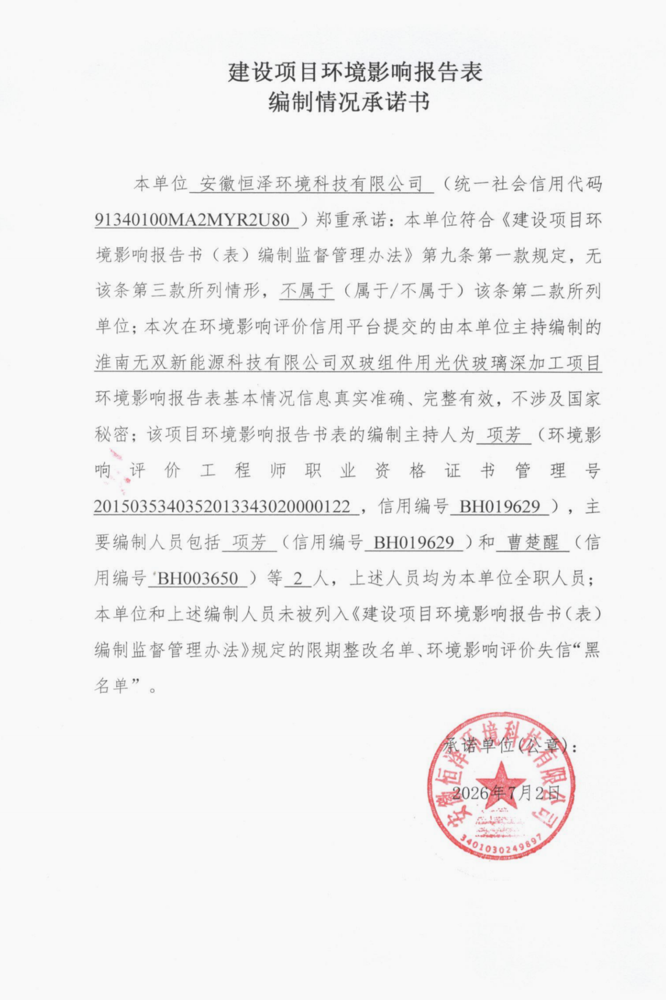 建设项目环境影响报告表
编制情况承诺书
本单位 安徽恒泽环境科技有限公司 （统一社会信用代码
91340100MA2MYR2U80 ）郑重承诺：本单位符合《建设项目环
境影响报告书（表）编制监督管理办法》第九条第一款规定，无
该条第三款所列情形，不属于（属于/不属于）该条第二款所列
单位；本次在环境影响评价信用平台提交的由本单位主持编制的
淮南无双新能源科技有限公司双玻组件用光伏玻璃深加工项目
环境影响报告表基本情况信息真实准确、完整有效，不涉及国家
秘密；该项目环境影响报告书表的编制主持人为 项芳 （环境影
响评价工程师职业资格证书管理号
2015035340352013343020000122 ，信用编号 BH019629 ），主
要编制人员包括 项芳 （信用编号 BH019629 ）和 曹楚醒 （信
用编号 BH003650 ）等 2 人，上述人员均为本单位全职人员；
本单位和上述编制人员未被列入《建设项目环境影响报告书（表）
编制监督管理办法》规定的限期整改名单、环境影响评价失信“黑
名单”。
承诺单位(公章)：
2026年7月2日
安徽恒泽环境科技有限公司
3401030249897